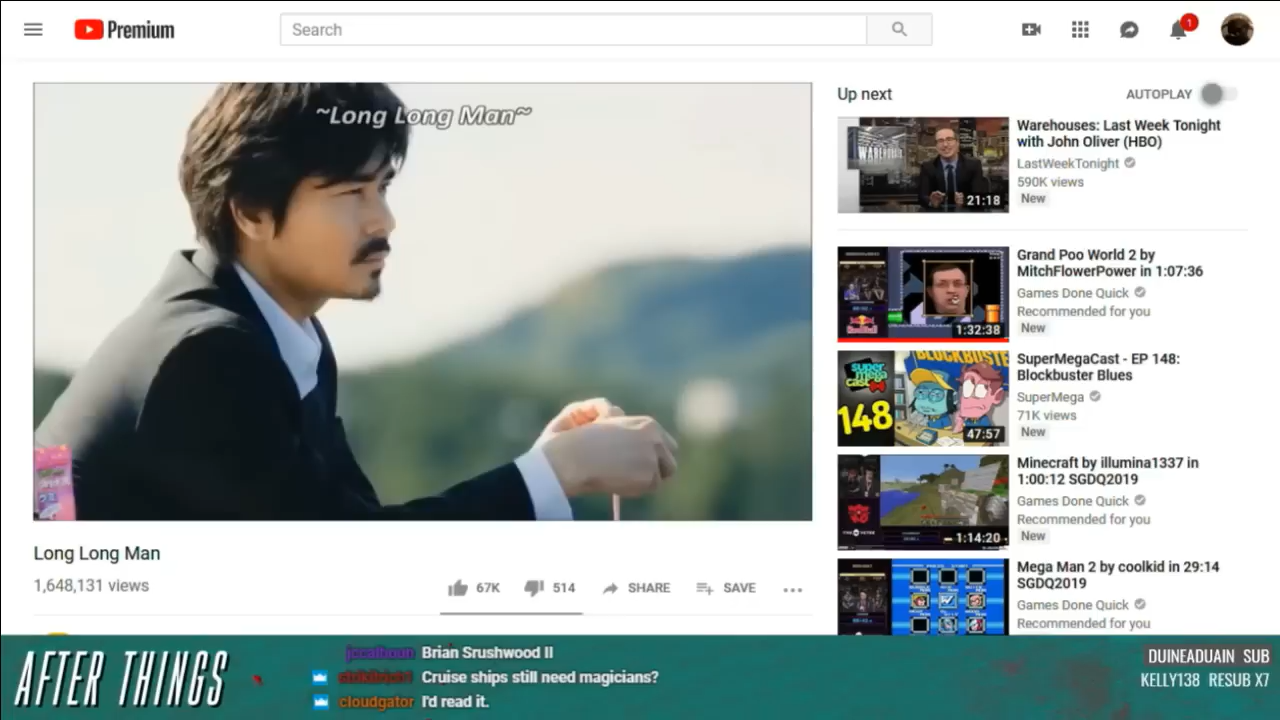 Premium
Search
1
~Long Long Man~
Long Long Man
1,648,131 views
67K
514
SHARE
SAVE
Up next
AUTOPLAY
21:18
Warehouses: Last Week Tonight
with John Oliver (HBO)
LastWeekTonight
590K views
New
1:32:38
Grand Poo World 2 by
MitchFlowerPower in 1:07:36
Games Done Quick
Recommended for you
New
BLOCKBUSTE
super
mega
cast
148
47:57
SuperMegaCast - EP 148:
Blockbuster Blues
SuperMega
71K views
New
1:14:20
Minecraft by illumina1337 in
1:00:12 SGDQ2019
Games Done Quick
Recommended for you
New
Mega Man 2 by coolkid in 29:14
SGDQ2019
Games Done Quick
Recommended for you
AFTER THINGS
jccalhoun Brian Srushwood II
Cruise ships still need magicians?
cloudgator I'd read it.
DUINEADUAIN SUB
KELLY138 RESUB X7